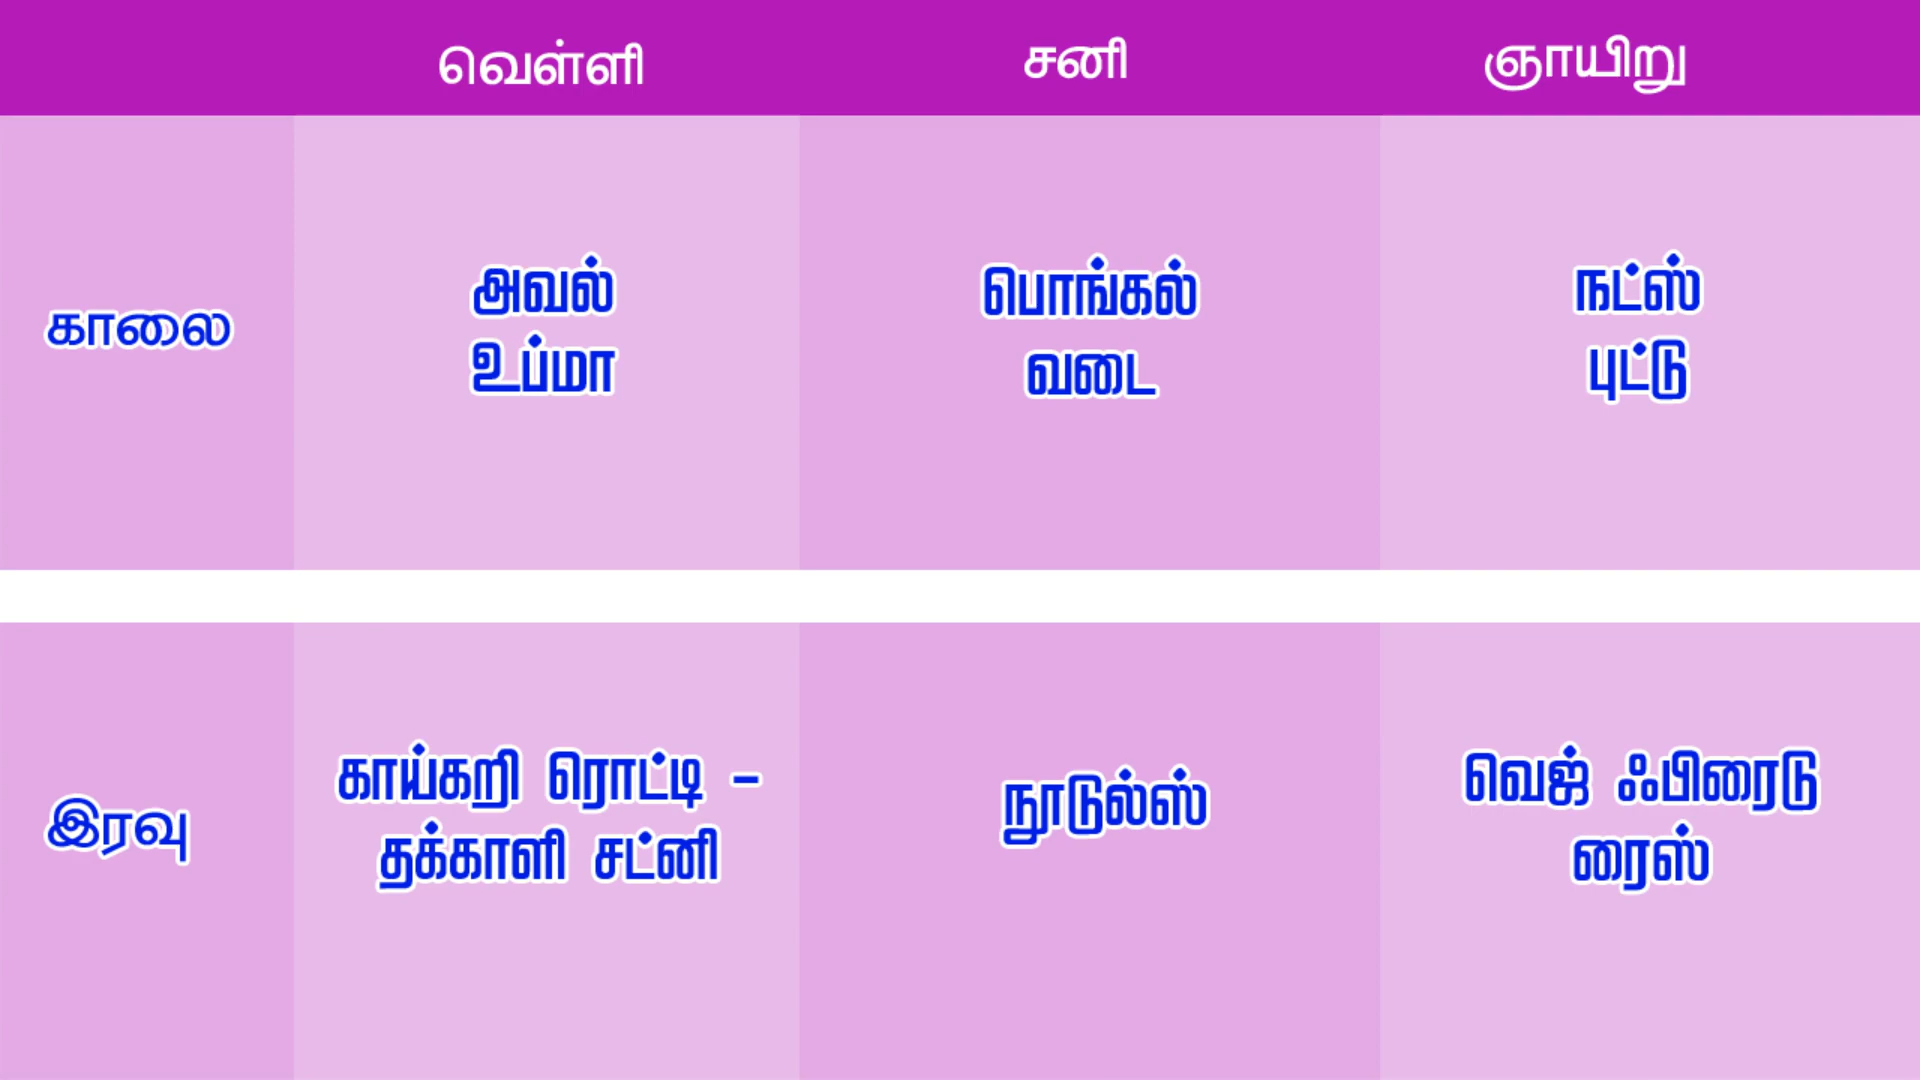 வெள்ளி சனி ஞாயிறு
காலை
அவல்
உப்மா
பொங்கல்
வடை
நட்ஸ்
புட்டு
இரவு
காய்கறி ரொட்டி -
தக்காளி சட்னி
நூடுல்ஸ்
வெஜ் ஃபிரைடு
ரைஸ்